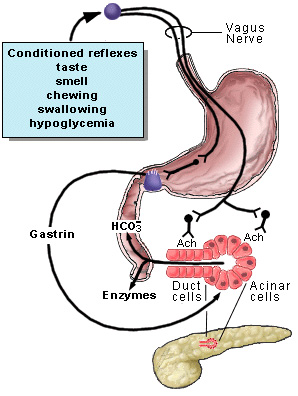 Conditioned reflexes
taste
smell
chewing
swallowing
hypoglycemia
Vagus
Nerve
HCO3-
Gastrin
Ach
Ach
Enzymes
Duct
cells
Acinar
cells